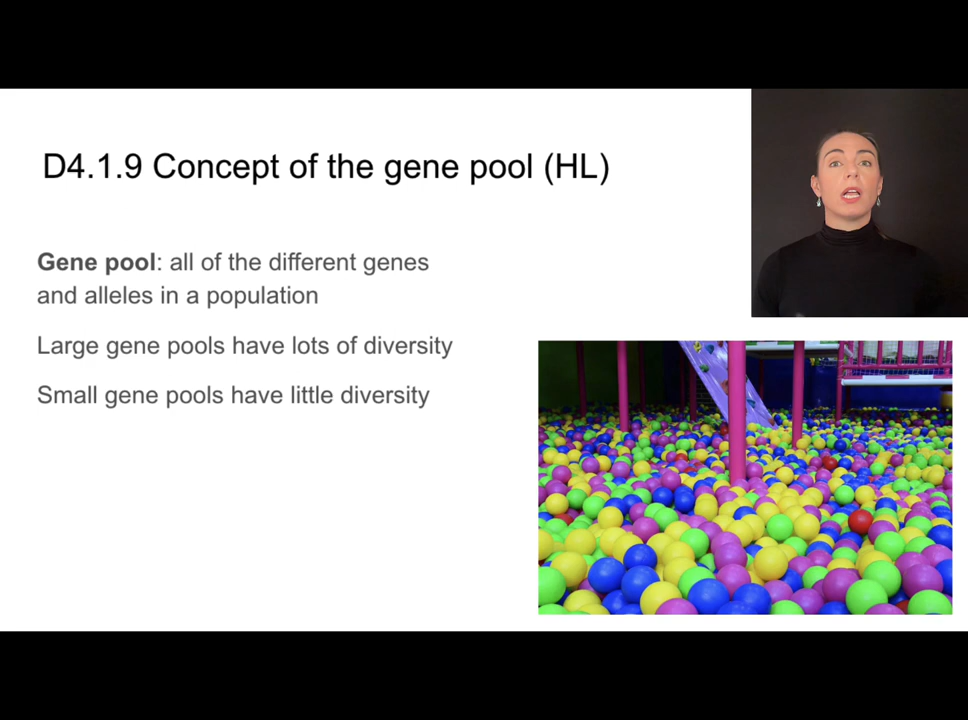 D4.1.9 Concept of the gene pool (HL)
Gene pool: all of the different genes
and alleles in a population
Large gene pools have lots of diversity
Small gene pools have little diversity